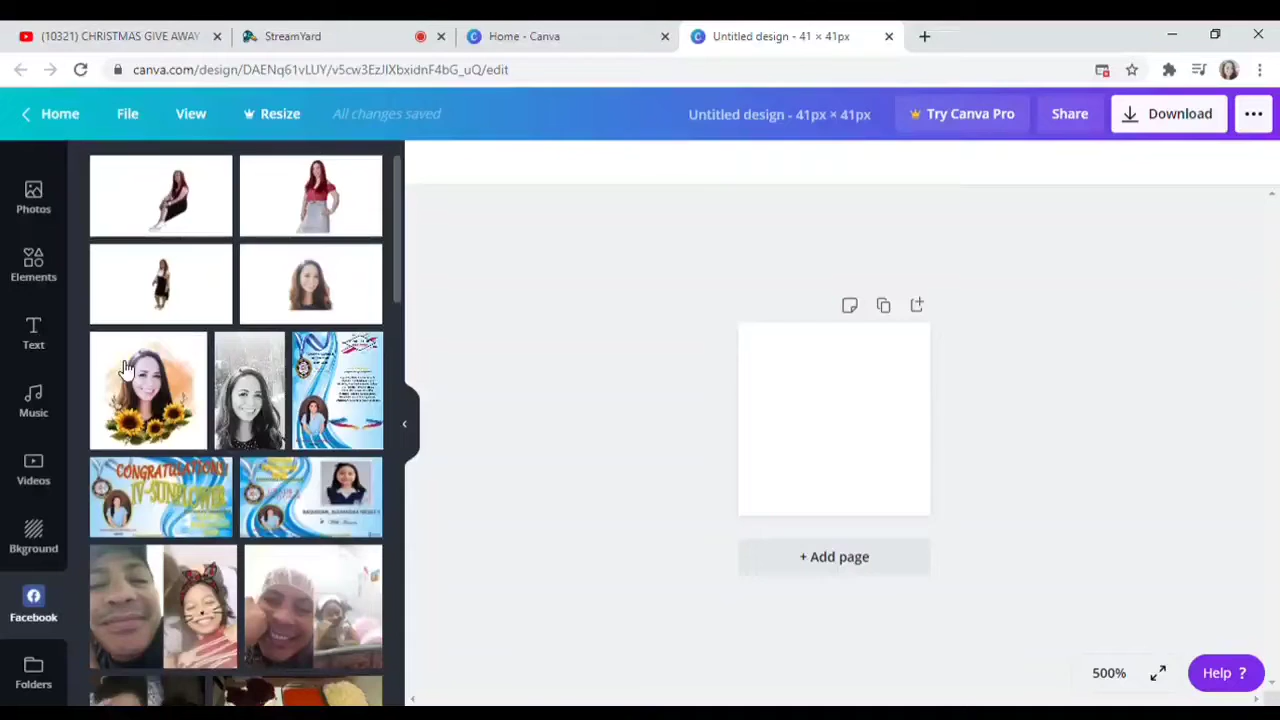 (10321) CHRISTMAS GIVE AWAY
StreamYard
Home - Canva
Untitled design - 41 × 41px
canva.com/design/DAENq61vLUY/v5cw3EzJIXbxidnF4bG_uQ/edit
Home
File
View
Resize
All changes saved
Untitled design - 41px × 41px
Try Canva Pro
Share
Download
Photos
Elements
Text
Music
Videos
Bkground
Facebook
Folders
CONGRATULATIONS!
IV-SUNFLOWER
+ Add page
500%
Help ?